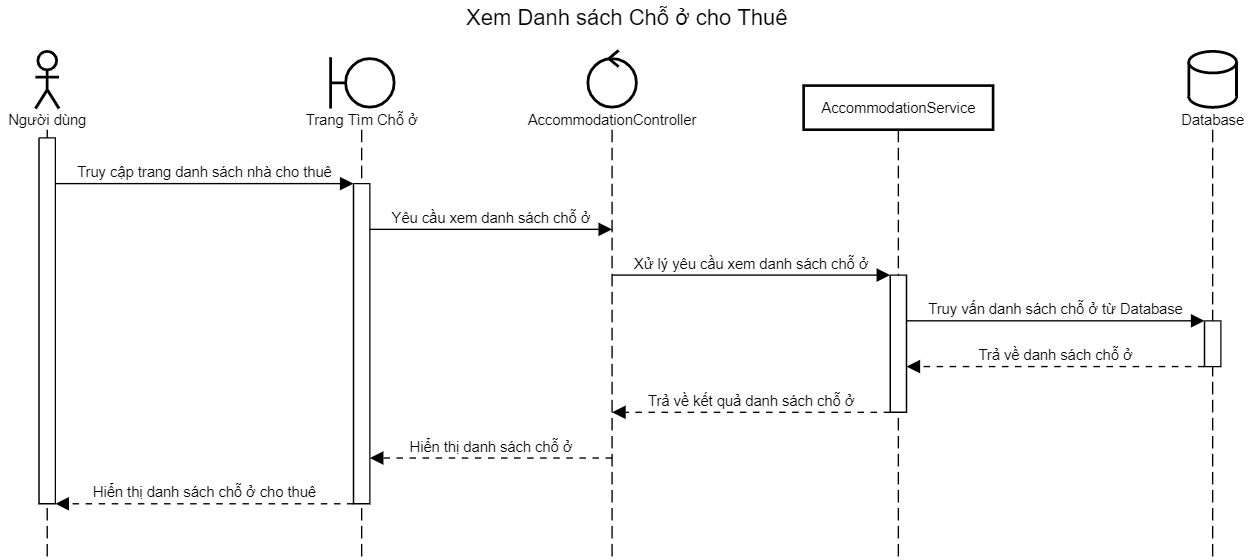 Xem Danh sách Chỗ ở cho Thuê
Người dùng
Trang Tìm Chỗ ở
AccommodationController
AccommodationService
Database
Truy cập trang danh sách nhà cho thuê
Yêu cầu xem danh sách chỗ ở
Xử lý yêu cầu xem danh sách chỗ ở
Truy vấn danh sách chỗ ở từ Database
Trả về danh sách chỗ ở
Trả về kết quả danh sách chỗ ở
Hiển thị danh sách chỗ ở
Hiển thị danh sách chỗ ở cho thuê